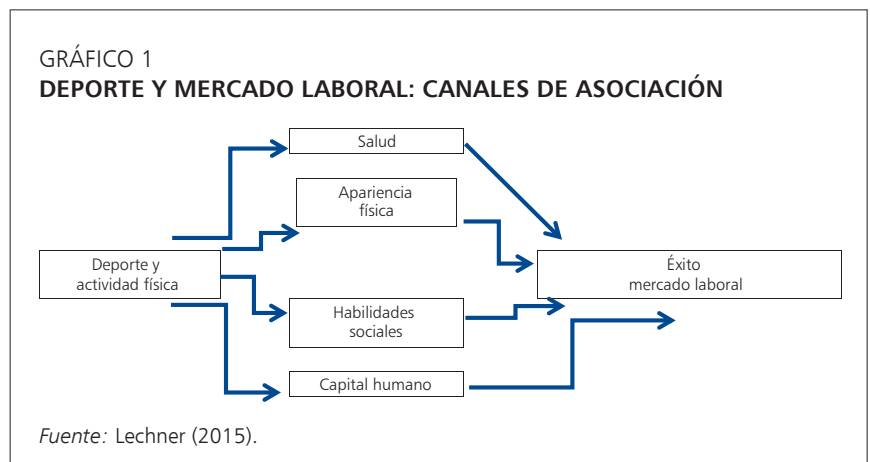 GRÁFICO 1
DEPORTE Y MERCADO LABORAL: CANALES DE ASOCIACIÓN
Salud
Apariencia
física
Deporte y
actividad física
Éxito
mercado laboral
Habilidades
sociales
Capital humano
Fuente: Lechner (2015).